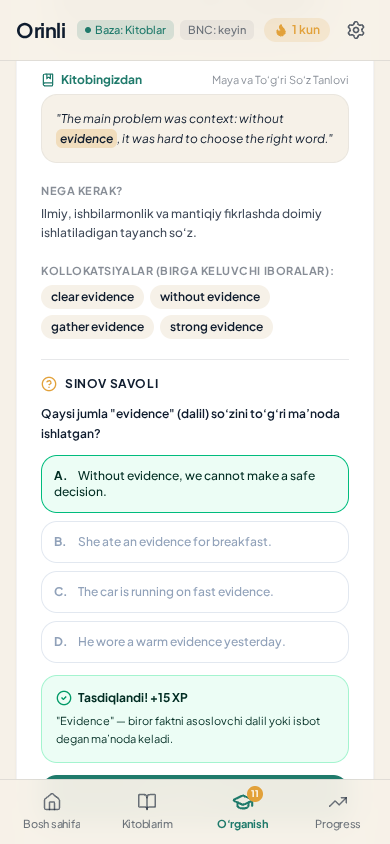 Orinli
Baza: Kitoblar
BNC: keyin
1 kun
Kitobingizdan
Maya va To'g'ri So'z Tanlovi
"The main problem was context: without
evidence, it was hard to choose the right word."
NEGA KERAK?
Ilmiy, ishbilarmonlik va mantiqiy fikrlashda doimiy
ishlatiladigan tayanch so‘z.
KOLLOKATSIYALAR (BIRGA KELUVCHI IBORALAR):
clear evidence
without evidence
gather evidence
strong evidence
SINOV SAVOLI
Qaysi jumla "evidence" (dalil) so‘zini to‘g‘ri ma’noda
ishlatgan?
A. Without evidence, we cannot make a safe
decision.
B. She ate an evidence for breakfast.
C. The car is running on fast evidence.
D. He wore a warm evidence yesterday.
Tasdiqlandi! +15 XP
"Evidence" — biror faktni asoslovchi dalil yoki isbot
degan ma’noda keladi.
11
Bosh sahifa
Kitoblarim
O‘rganish
Progress